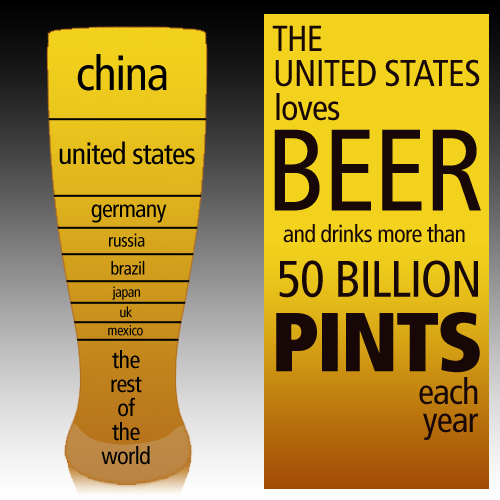 china
united states
germany
russia
brazil
japan
uk
mexico
the
rest
of
the
world
THE
UNITED STATES
loves
BEER
and drinks more than
50 BILLION
PINTS
each
year